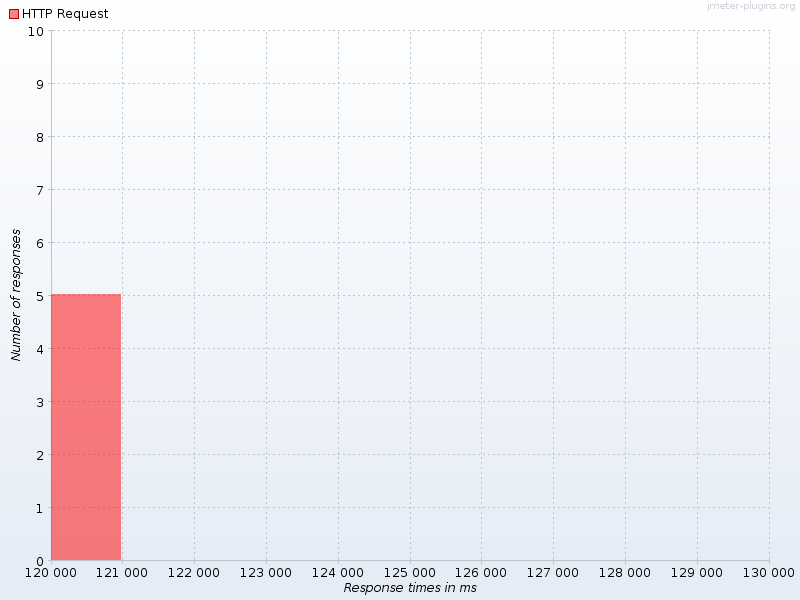 HTTP Request
jmeter-plugins.org
10
9
8
7
6
5
4
3
2
1
0
Number of responses
120 000 121 000 122 000 123 000 124 000 125 000 126 000 127 000 128 000 129 000 130 000
Response times in ms